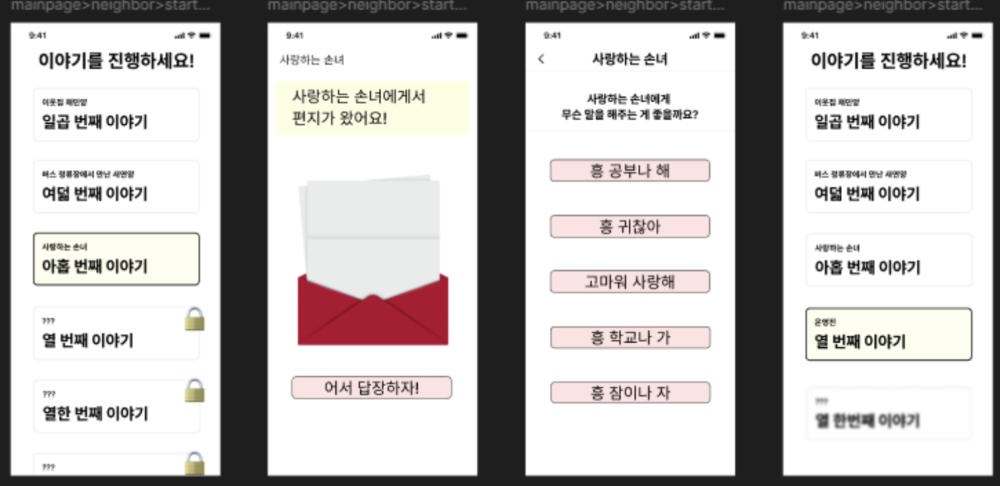 mainpage>neighbor>start...
9:41
이야기를 진행하세요!
이웃집 채민양
일곱 번째 이야기
버스 정류장에서 만난 새연양
여덟 번째 이야기
사랑하는 손녀
아홉 번째 이야기
???
열 번째 이야기
???
열한 번째 이야기
???
mainpage>neighbor>start...
9:41
사랑하는 손녀
사랑하는 손녀에게서
편지가 왔어요!
어서 답장하자!
mainpage>neighbor>start...
9:41
사랑하는 손녀
사랑하는 손녀에게
무슨 말을 해주는 게 좋을까요?
흥 공부나 해
흥 귀찮아
고마워 사랑해
흥 학교나 가
흥 잠이나 자
mainpage>neighbor>start...
9:41
이야기를 진행하세요!
이웃집 채민양
일곱 번째 이야기
버스 정류장에서 만난 새연양
여덟 번째 이야기
사랑하는 손녀
아홉 번째 이야기
운영진
열 번째 이야기
???
열 한번째 이야기